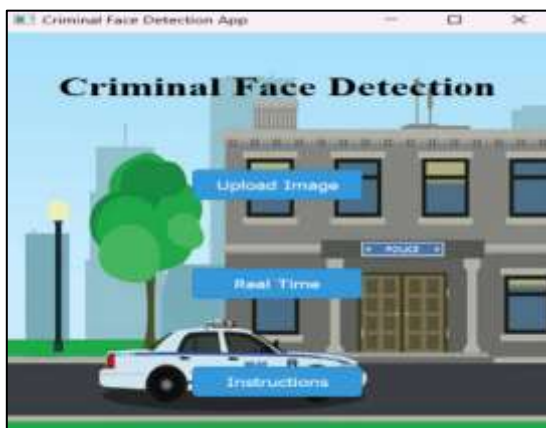 Criminal Face Detection App
Criminal Face Detection
Upload Image
POLICE
Real Time
Instructions